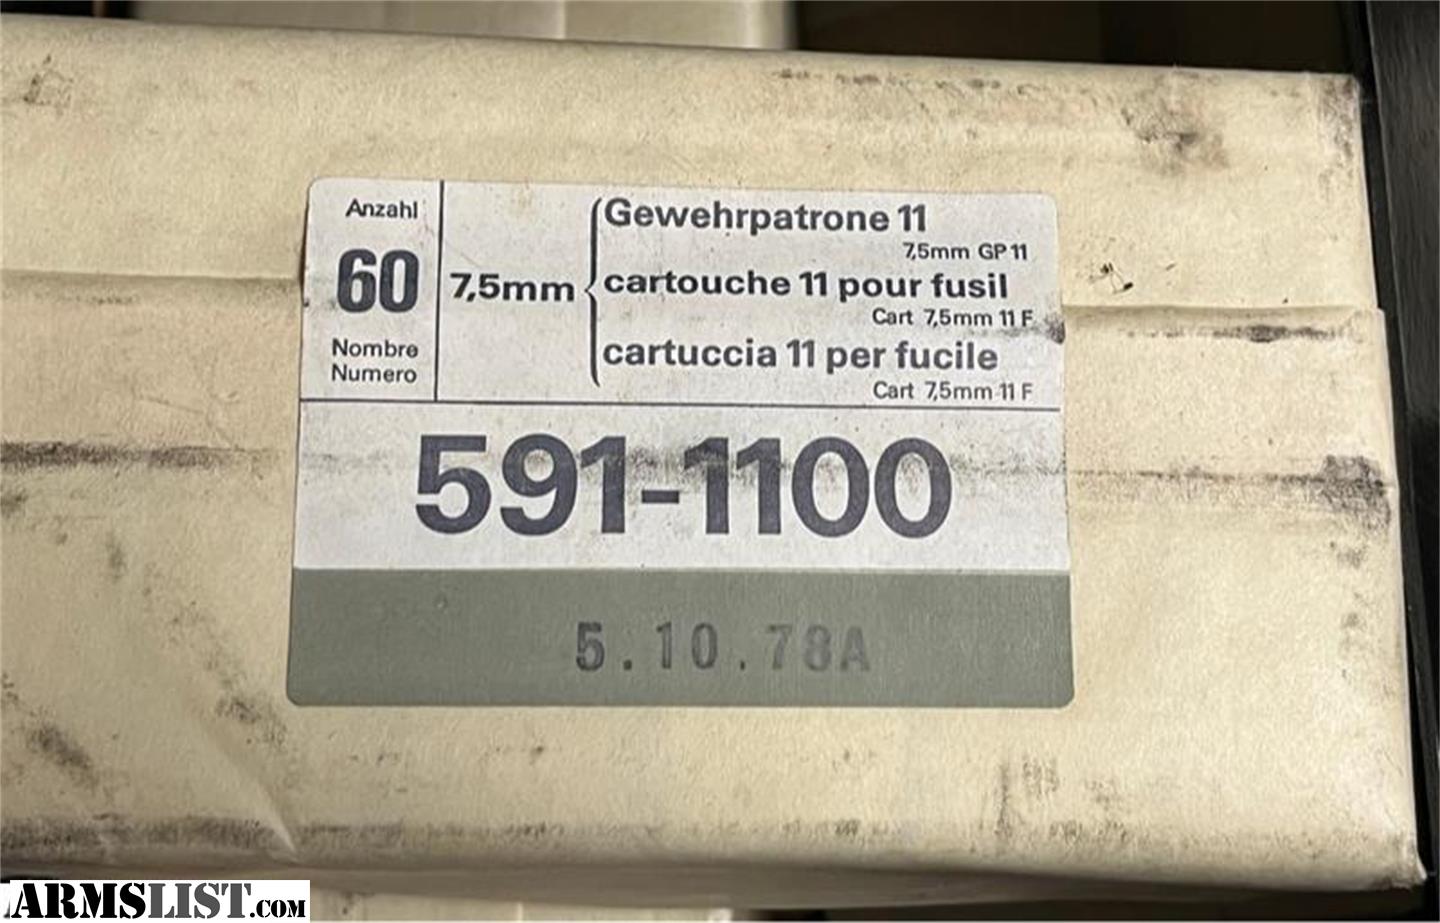 Anzahl
60
Nombre
Numero
7,5mm
Gewehrpatrone 11
7,5mm GP 11
cartouche 11 pour fusil
Cart 7,5mm 11 F
cartuccia 11 per fucile
Cart 7,5mm 11 F
591-1100
5.10.78A
ARMSLIST.COM